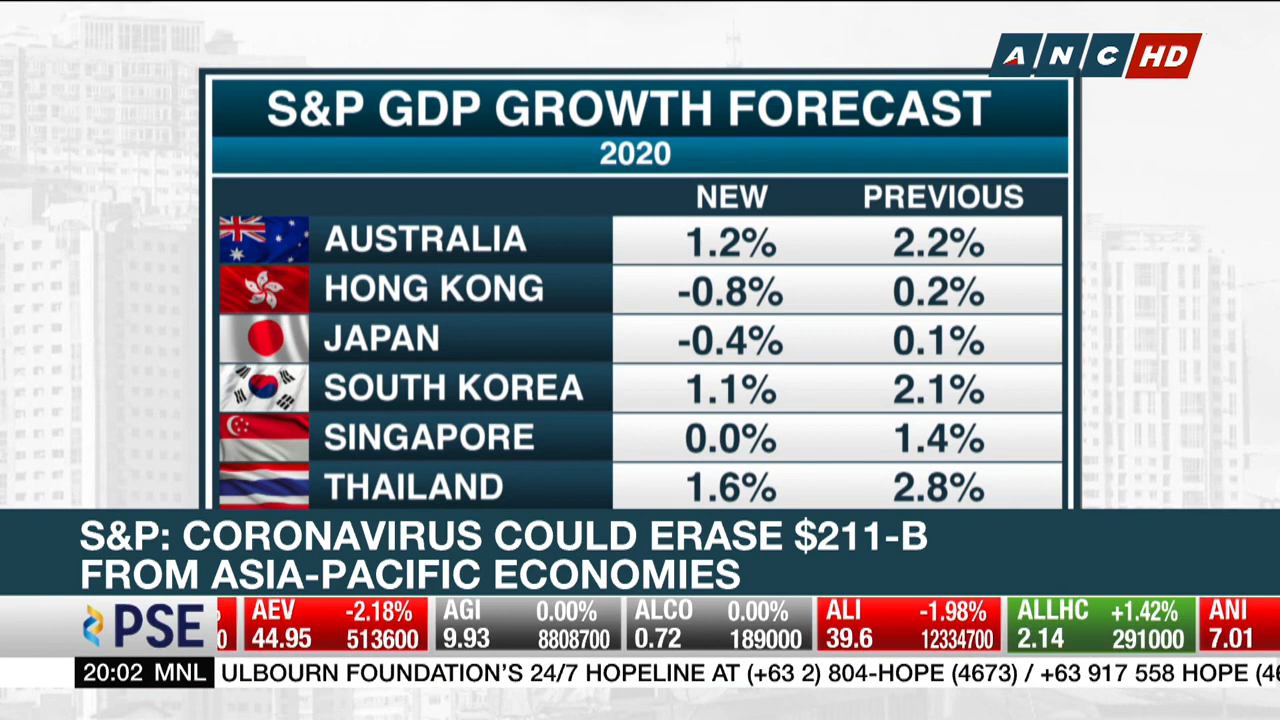 ANC HD
S&P GDP GROWTH FORECAST
2020
NEW PREVIOUS
AUSTRALIA 1.2% 2.2%
HONG KONG -0.8% 0.2%
JAPAN -0.4% 0.1%
SOUTH KOREA 1.1% 2.1%
SINGAPORE 0.0% 1.4%
THAILAND 1.6% 2.8%
S&P: CORONAVIRUS COULD ERASE $211-B
FROM ASIA-PACIFIC ECONOMIES
PSE
AEV -2.18% AGI 0.00% ALCO 0.00% ALI -1.98% ALLHC +1.42% ANI
0 44.95 513600 9.93 8808700 0.72 189000 39.6 12334700 2.14 291000 7.01
20:02 MNL ULBOURN FOUNDATION'S 24/7 HOPELINE AT (+63 2) 804-HOPE (4673) / +63 917 558 HOPE (4